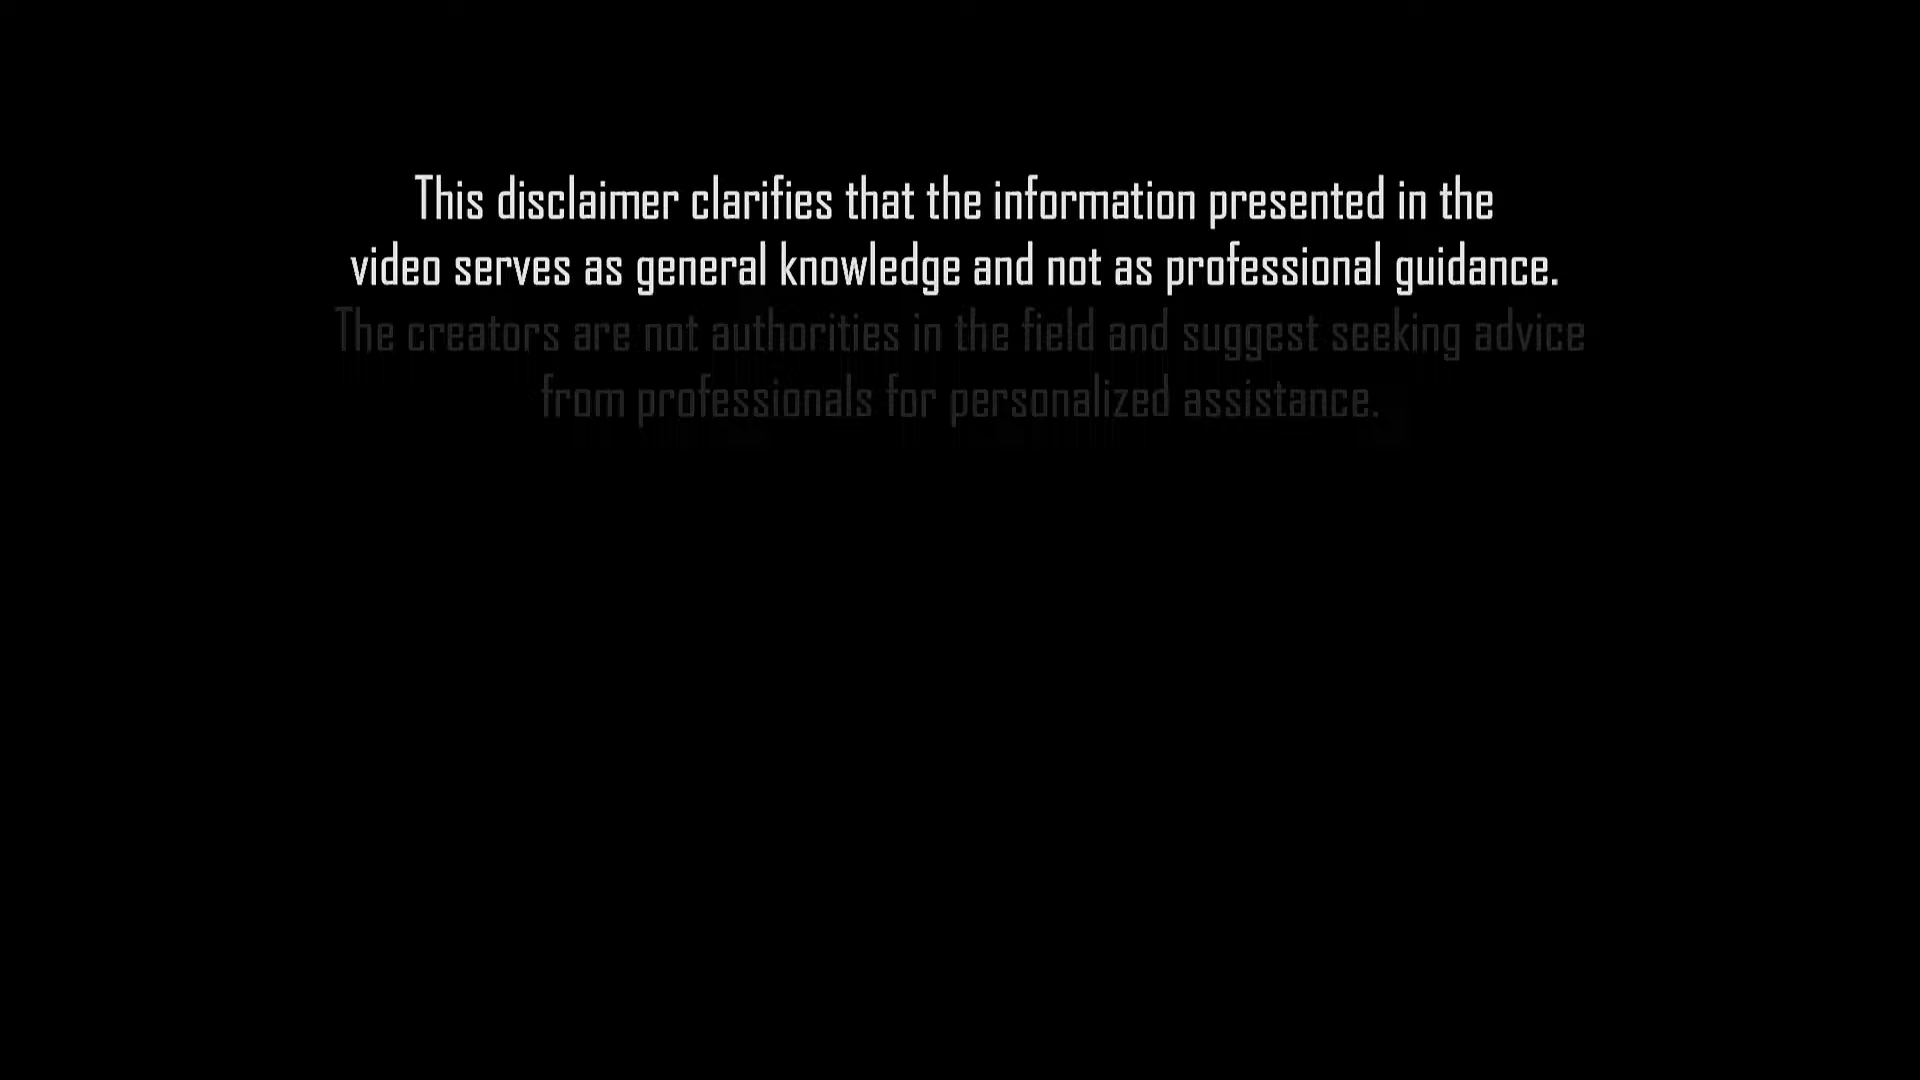 This disclaimer clarifies that the information presented in the
video serves as general knowledge and not as professional guidance.
The creators are not authorities in the field and suggest seeking advice
from professionals for personalized assistance.